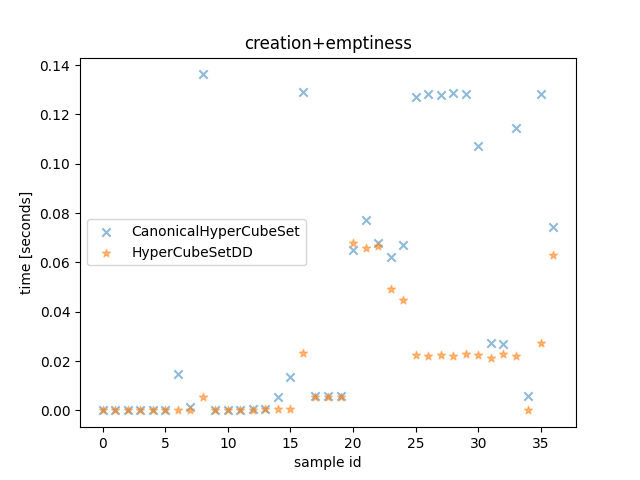 creation+emptiness
time [seconds]
0.14
0.12
0.10
0.08
0.06
0.04
0.02
0.00
CanonicalHyperCubeSet
HyperCubeSetDD
0 5 10 15 20 25 30 35
sample id